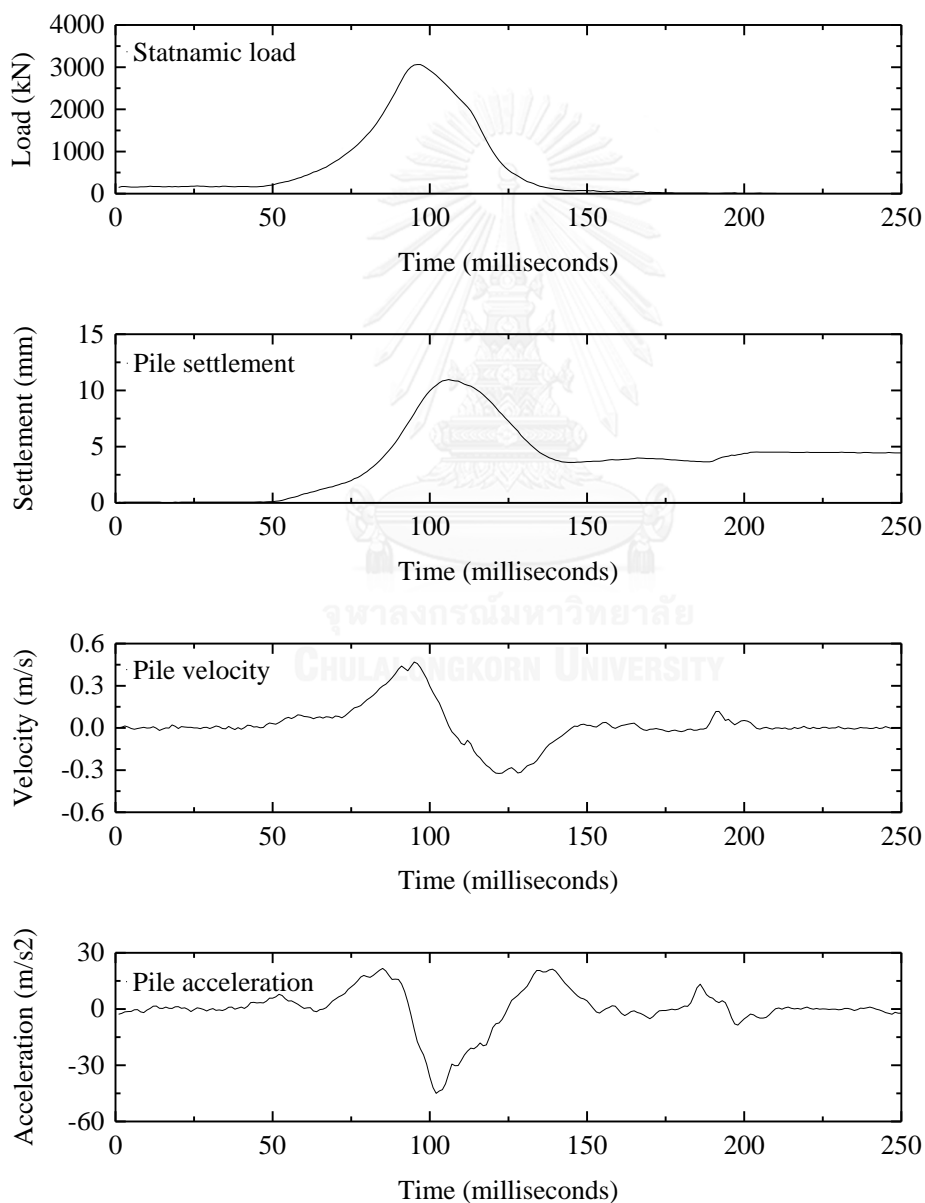 4000
3000
2000
1000
0
Load (kN)
Statnamic load
0 50 100 150 200 250
Time (milliseconds)
15
10
5
0
Settlement (mm)
Pile settlement
0 50 100 150 200 250
Time (milliseconds)
จุฬาลงกรณ์มหาวิทยาลัย
CHULALONGKORN UNIVERSITY
0.6
0.3
0.0
-0.3
-0.6
Velocity (m/s)
Pile velocity
0 50 100 150 200 250
Time (milliseconds)
30
0
-30
-60
Acceleration (m/s2)
Pile acceleration
0 50 100 150 200 250
Time (milliseconds)